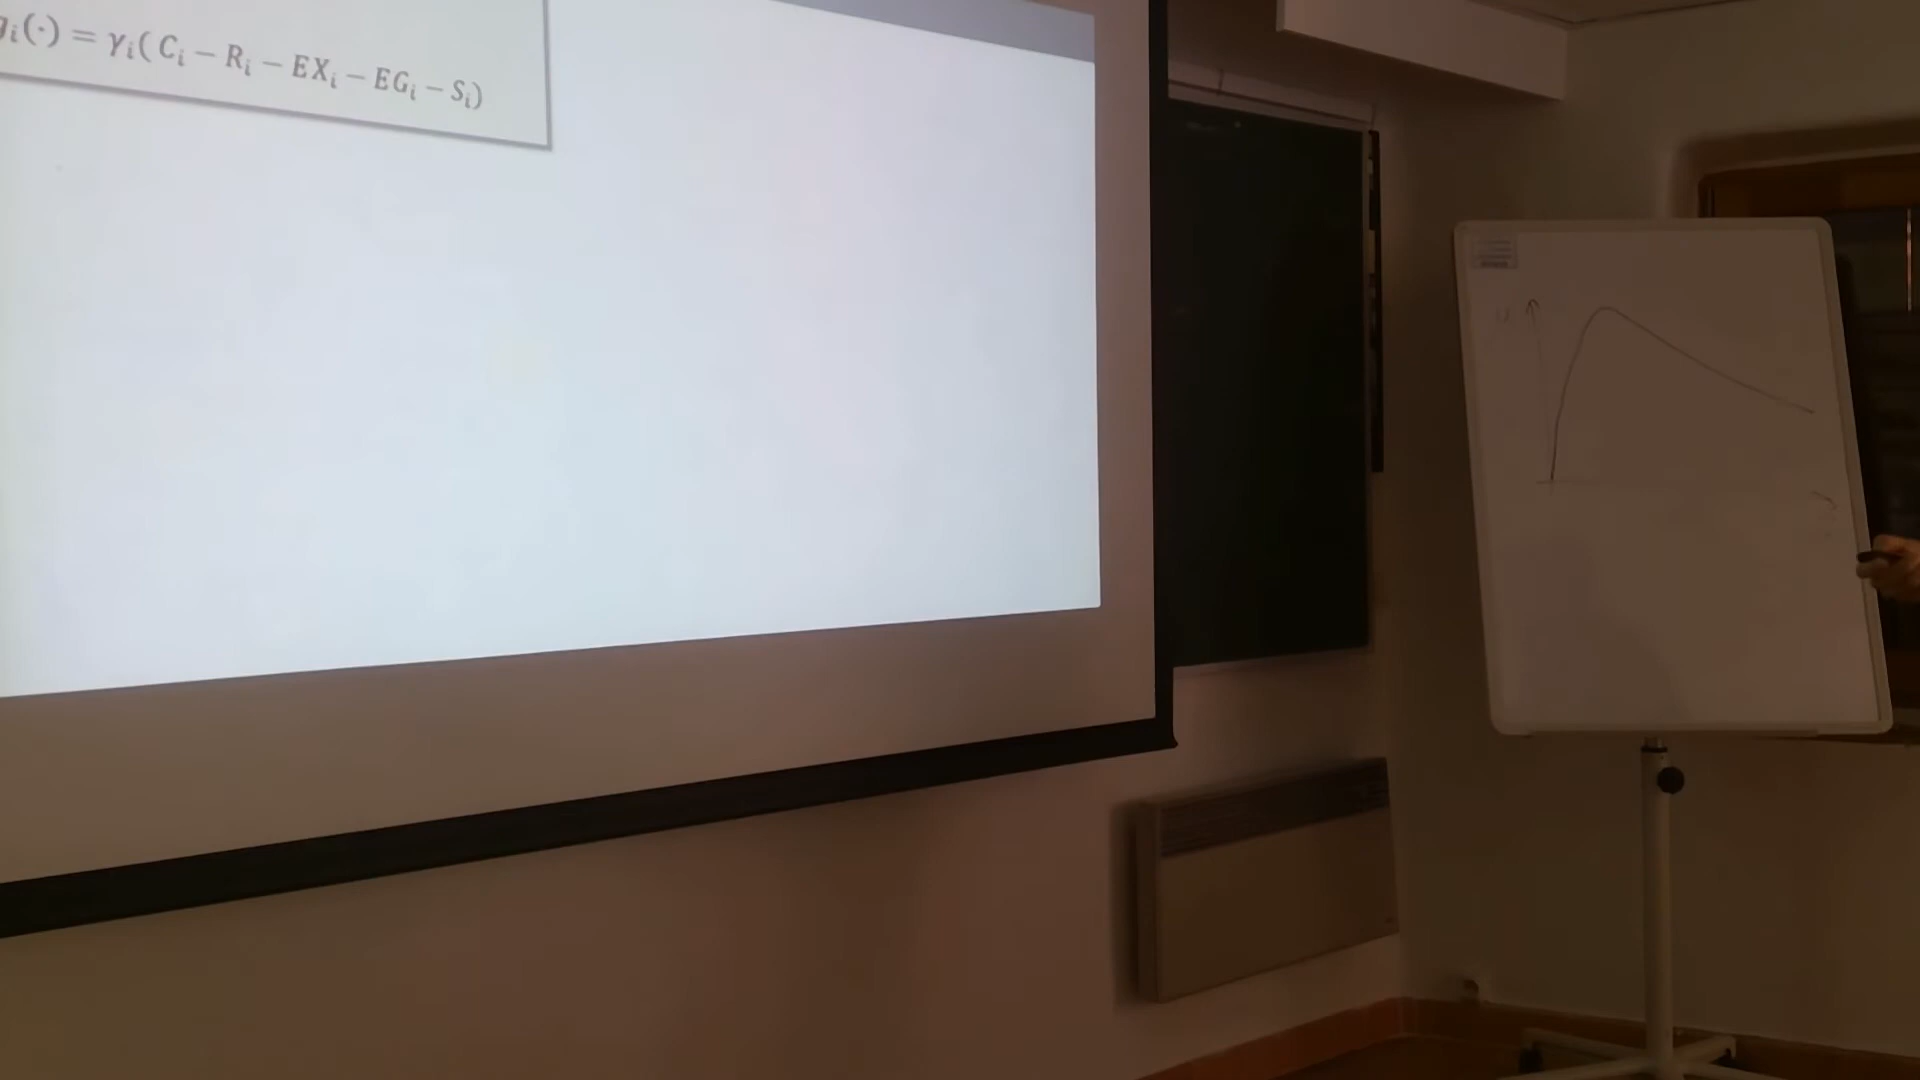 gᵢ(·) = γᵢ( Cᵢ − Rᵢ − EXᵢ − EGᵢ − Sᵢ)